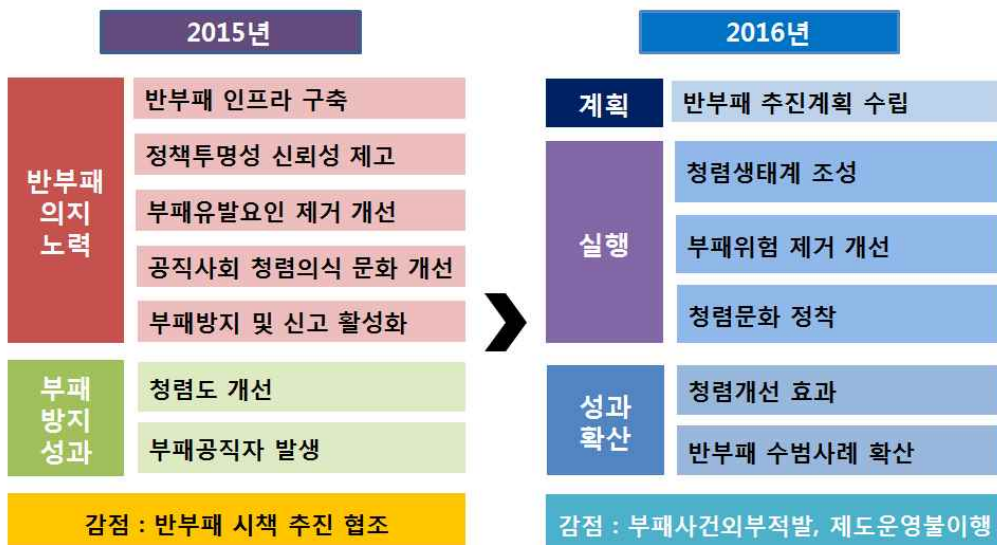 2015년
반부패
의지
노력
반부패 인프라 구축
정책투명성 신뢰성 제고
부패유발요인 제거 개선
공직사회 청렴의식 문화 개선
부패방지 및 신고 활성화
부패
방지
성과
청렴도 개선
부패공직자 발생
감점 : 반부패 시책 추진 협조
2016년
계획
반부패 추진계획 수립
실행
청렴생태계 조성
부패위험 제거 개선
청렴문화 정착
성과
확산
청렴개선 효과
반부패 수범사례 확산
감점 : 부패사건외부적발, 제도운영불이행